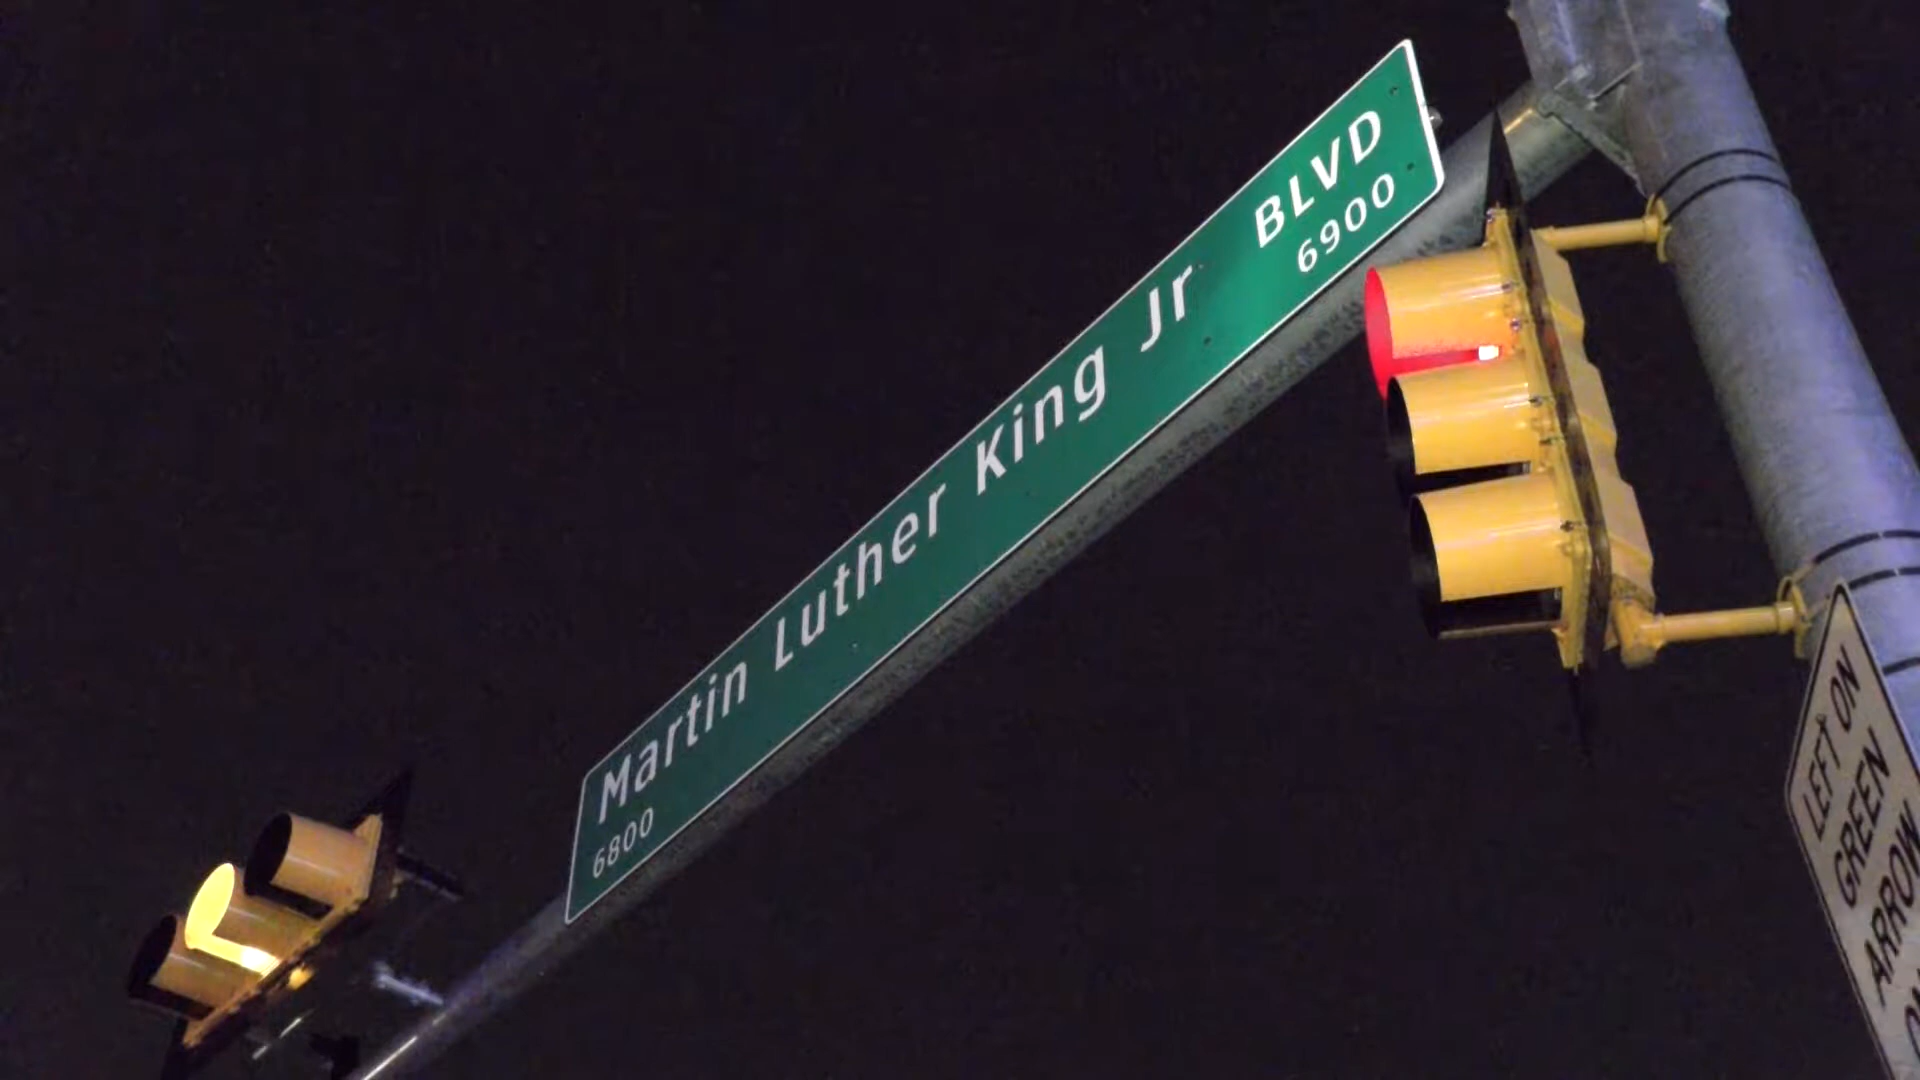 Martin Luther King Jr BLVD
6800 6900
LEFT ON
GREEN
ARROW